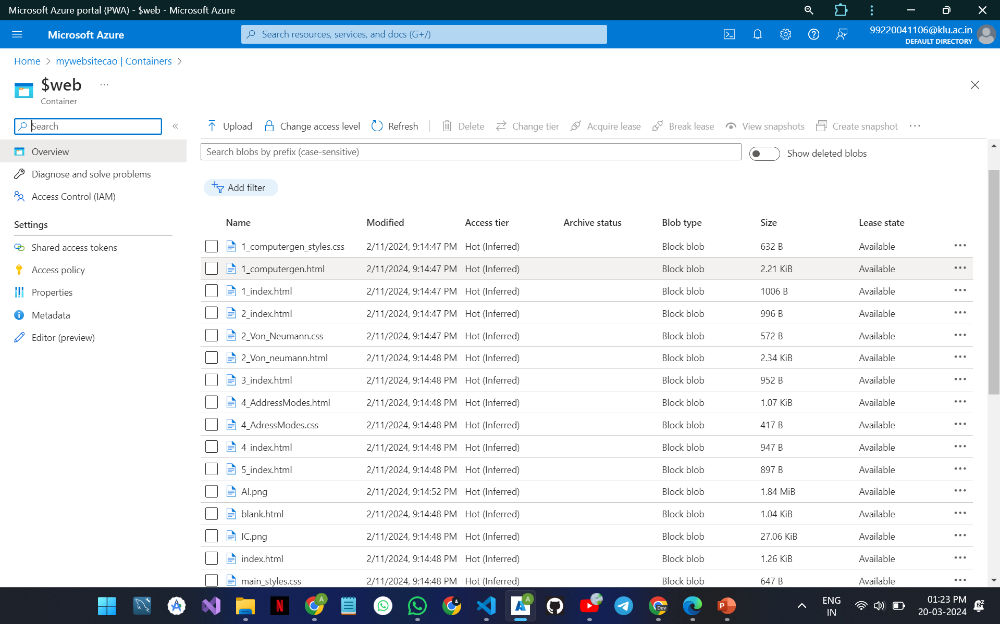 Microsoft Azure portal (PWA) - $web - Microsoft Azure
Microsoft Azure
Search resources, services, and docs (G+/)
99220041106@klu.ac.in
DEFAULT DIRECTORY
Home > mywebsitecao | Containers >
$web ...
Container
Search «
Overview
Diagnose and solve problems
Access Control (IAM)
Settings
Shared access tokens
Access policy
Properties
Metadata
Editor (preview)
Upload Change access level Refresh Delete Change tier Acquire lease Break lease View snapshots Create snapshot ...
Search blobs by prefix (case-sensitive) Show deleted blobs
Add filter
Name Modified Access tier Archive status Blob type Size Lease state
1_computergen_styles.css 2/11/2024, 9:14:47 PM Hot (Inferred) Block blob 632 B Available ...
1_computergen.html 2/11/2024, 9:14:47 PM Hot (Inferred) Block blob 2.21 KiB Available ...
1_index.html 2/11/2024, 9:14:47 PM Hot (Inferred) Block blob 1006 B Available ...
2_index.html 2/11/2024, 9:14:47 PM Hot (Inferred) Block blob 996 B Available ...
2_Von_Neumann.css 2/11/2024, 9:14:47 PM Hot (Inferred) Block blob 572 B Available ...
2_Von_neumann.html 2/11/2024, 9:14:48 PM Hot (Inferred) Block blob 2.34 KiB Available ...
3_index.html 2/11/2024, 9:14:48 PM Hot (Inferred) Block blob 952 B Available ...
4_AddressModes.html 2/11/2024, 9:14:48 PM Hot (Inferred) Block blob 1.07 KiB Available ...
4_AdressModes.css 2/11/2024, 9:14:48 PM Hot (Inferred) Block blob 417 B Available ...
4_index.html 2/11/2024, 9:14:48 PM Hot (Inferred) Block blob 947 B Available ...
5_index.html 2/11/2024, 9:14:48 PM Hot (Inferred) Block blob 897 B Available ...
AI.png 2/11/2024, 9:14:52 PM Hot (Inferred) Block blob 1.84 MiB Available ...
blank.html 2/11/2024, 9:14:48 PM Hot (Inferred) Block blob 1.04 KiB Available ...
IC.png 2/11/2024, 9:14:48 PM Hot (Inferred) Block blob 27.06 KiB Available ...
index.html 2/11/2024, 9:14:48 PM Hot (Inferred) Block blob 1.26 KiB Available ...
main_styles.css 2/11/2024, 9:14:48 PM Hot (Inferred) Block blob 647 B Available ...
N A A Dev P
ENG
IN
01:23 PM
20-03-2024